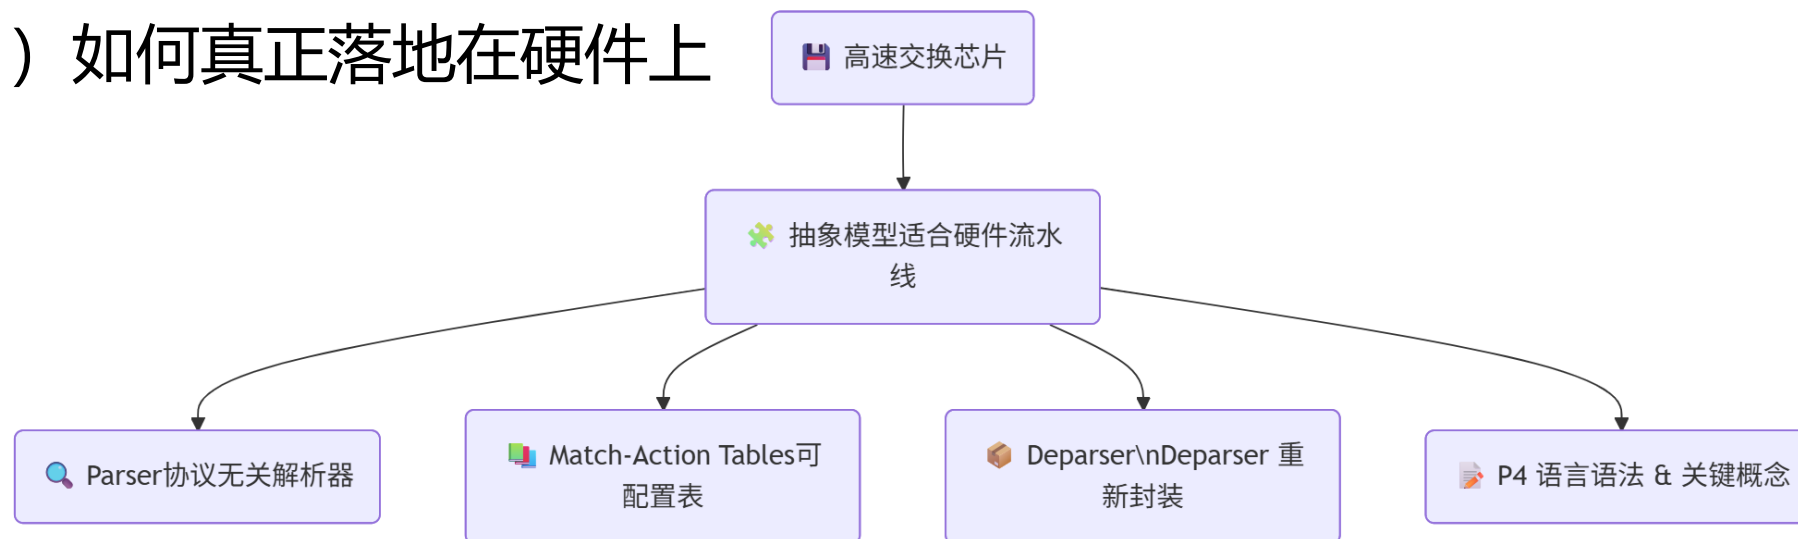 ）如何真正落地在硬件上
高速交换芯片
抽象模型适合硬件流水
线
Parser协议无关解析器
Match-Action Tables可
配置表
Deparser\nDeparser 重
新封装
P4 语言语法 & 关键概念